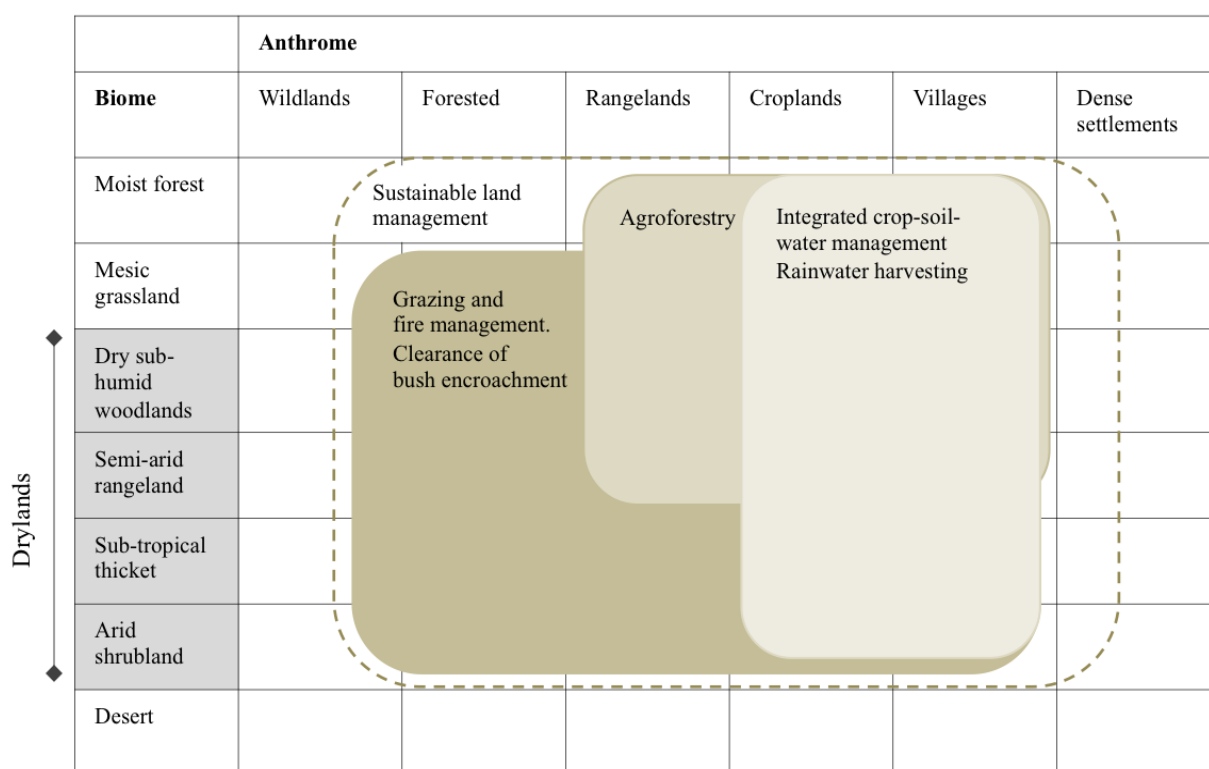 Anthrome
Biome
Wildlands
Forested
Rangelands
Croplands
Villages
Dense
settlements
Moist forest
Sustainable land
management
Agroforestry
Integrated crop-soil-
water management
Rainwater harvesting
Mesic
grassland
Grazing and
fire management.
Clearance of
bush encroachment
Drylands
Dry sub-
humid
woodlands
Semi-arid
rangeland
Sub-tropical
thicket
Arid
shrubland
Desert